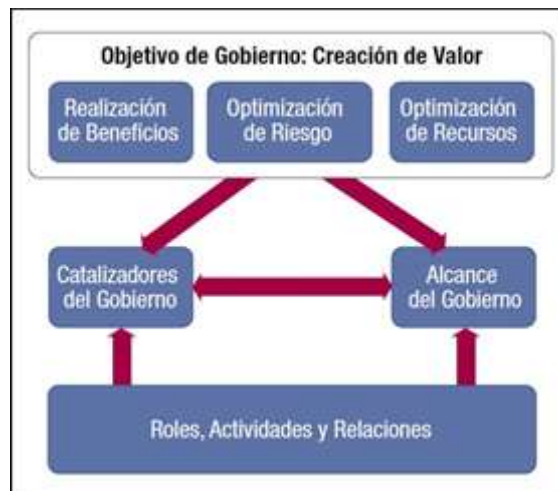 Objetivo de Gobierno: Creación de Valor
Realización
de Beneficios
Optimización
de Riesgo
Optimización
de Recursos
Catalizadores
del Gobierno
Alcance
del Gobierno
Roles, Actividades y Relaciones